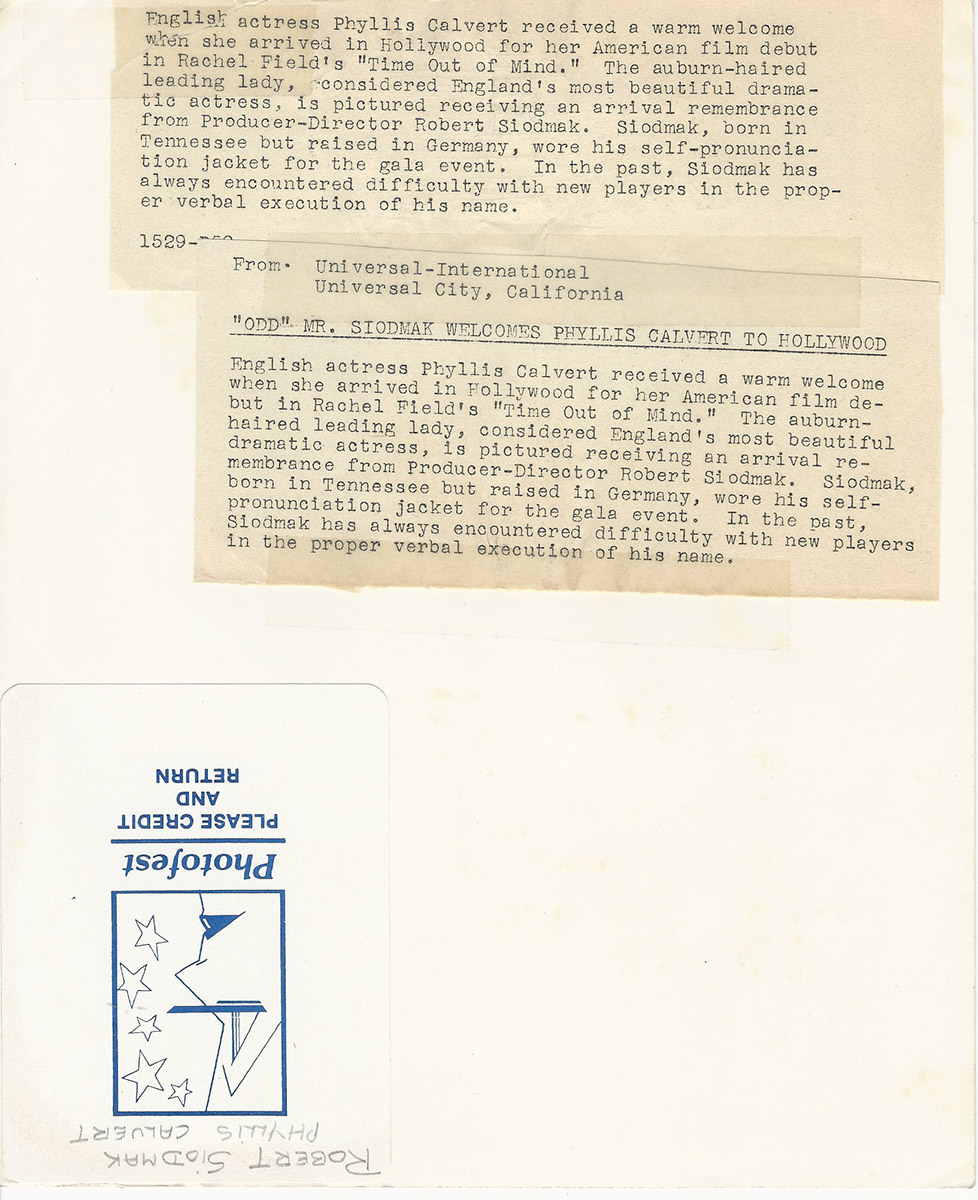 English actress Phyllis Calvert received a warm welcome
when she arrived in Hollywood for her American film debut
in Rachel Field's "Time Out of Mind." The auburn-haired
leading lady, considered England's most beautiful drama-
tic actress, is pictured receiving an arrival remembrance
from Producer-Director Robert Siodmak. Siodmak, born in
Tennessee but raised in Germany, wore his self-pronuncia-
tion jacket for the gala event. In the past, Siodmak has
always encountered difficulty with new players in the prop-
er verbal execution of his name.
1529-
From. Universal-International
Universal City, California
"ODD" MR. SIODMAK WELCOMES PHYLLIS CALVERT TO HOLLYWOOD
English actress Phyllis Calvert received a warm welcome
when she arrived in Hollywood for her American film de-
but in Rachel Field's "Time Out of Mind." The auburn-
haired leading lady, considered England's most beautiful
dramatic actress, is pictured receiving an arrival re-
membrance from Producer-Director Robert Siodmak. Siodmak,
born in Tennessee but raised in Germany, wore his self-
pronunciation jacket for the gala event. In the past,
Siodmak has always encountered difficulty with new players
in the proper verbal execution of his name.
ROBERT SIODMAK
PHYLLIS CALVERT
Photofest
PLEASE CREDIT
AND
RETURN